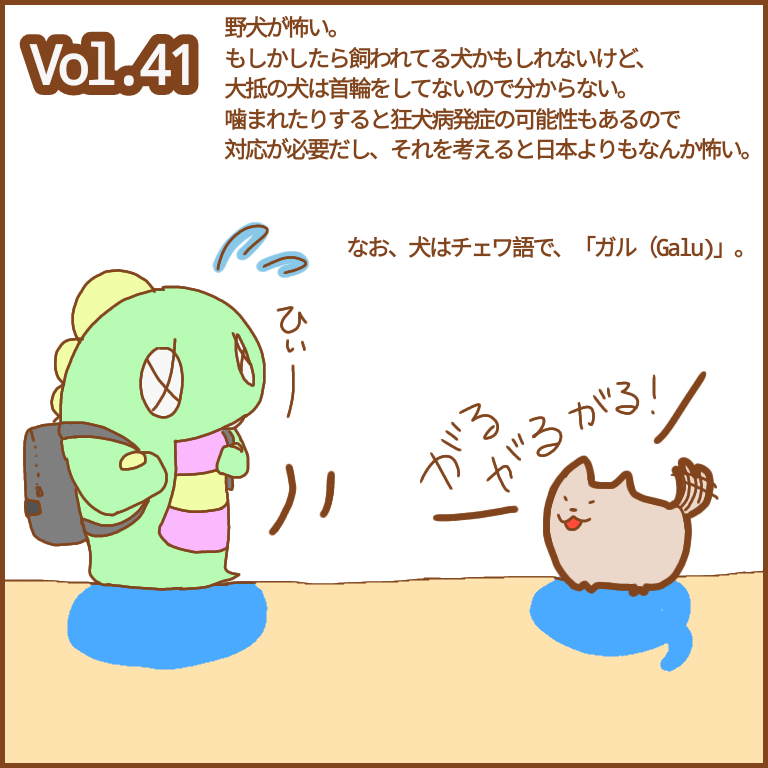 Vol.41
野犬が怖い。
もしかしたら飼われてる犬かもしれないけど、
大抵の犬は首輪をしてないので分からない。
噛まれたりすると狂犬病発症の可能性もあるので
対応が必要だし、それを考えると日本よりもなんか怖い。
なお、犬はチェワ語で、「ガル（Galu)」。
ひぃー
がるがるがる!